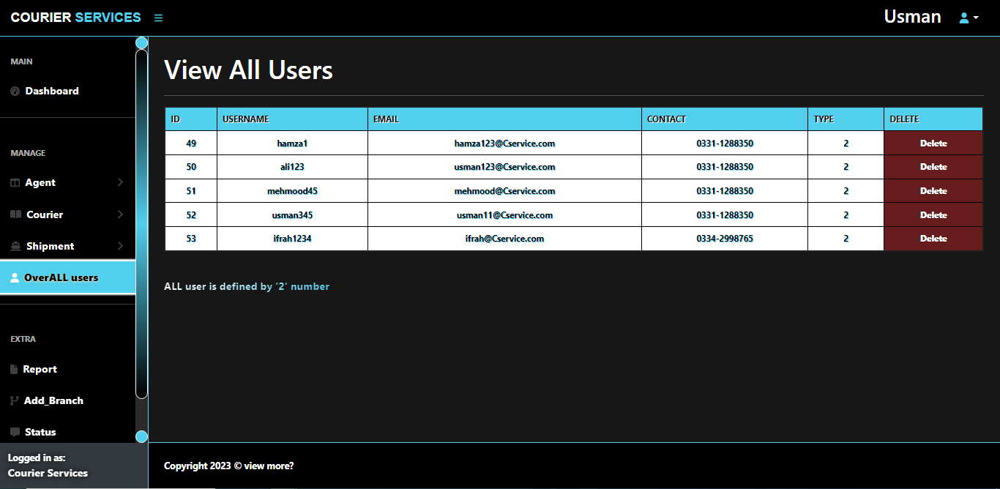 COURIER SERVICES
Usman
MAIN
Dashboard
MANAGE
Agent
Courier
Shipment
OverALL users
EXTRA
Report
Add_Branch
Status
Logged in as:
Courier Services
View All Users
ID USERNAME EMAIL CONTACT TYPE DELETE
49 hamza1 hamza123@Cservice.com 0331-1288350 2 Delete
50 ali123 usman123@Cservice.com 0331-1288350 2 Delete
51 mehmood45 mehmood@Cservice.com 0331-1288350 2 Delete
52 usman345 usman11@Cservice.com 0331-1288350 2 Delete
53 ifrah1234 ifrah@Cservice.com 0334-2998765 2 Delete
ALL user is defined by '2' number
Copyright 2023 © view more?